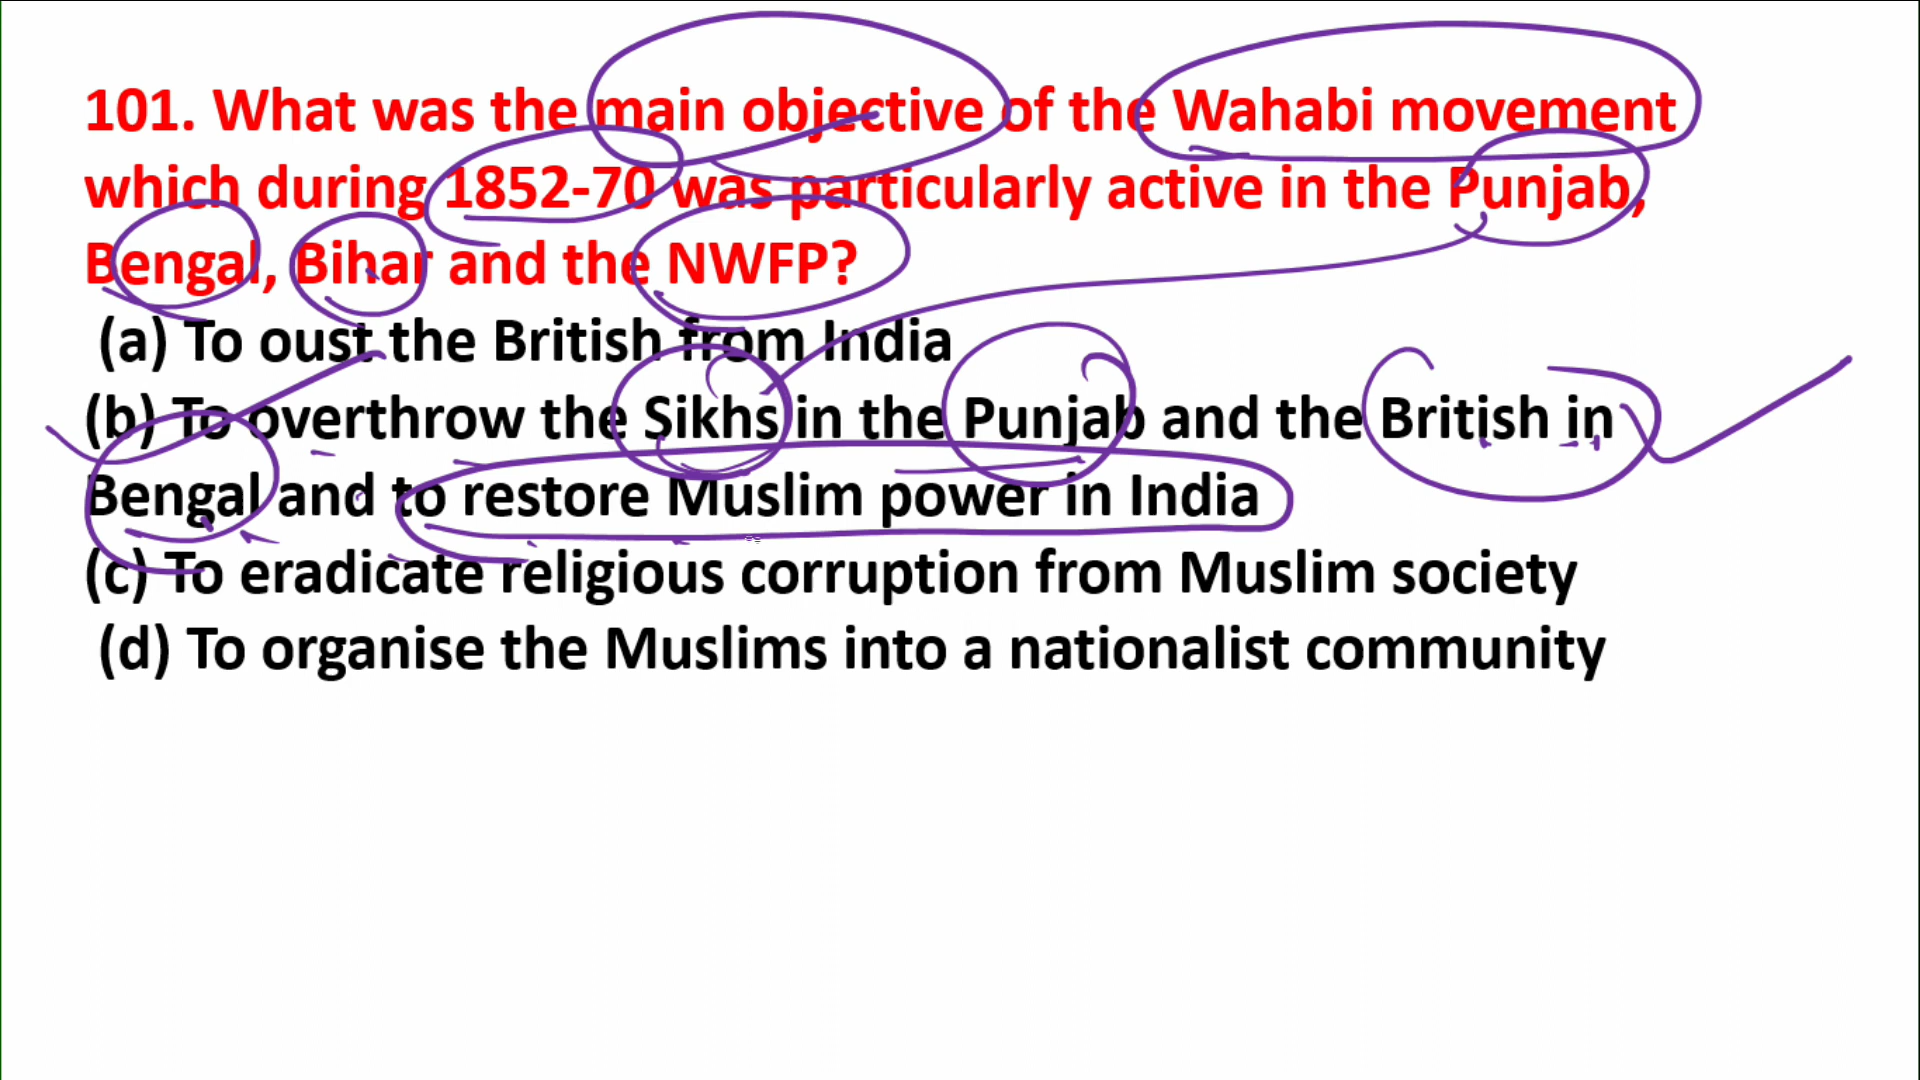 101. What was the main objective of the Wahabi movement
which during 1852-70 was particularly active in the Punjab,
Bengal, Bihar and the NWFP?
(a) To oust the British from India
(b) To overthrow the Sikhs in the Punjab and the British in
Bengal and to restore Muslim power in India
(c) To eradicate religious corruption from Muslim society
(d) To organise the Muslims into a nationalist community